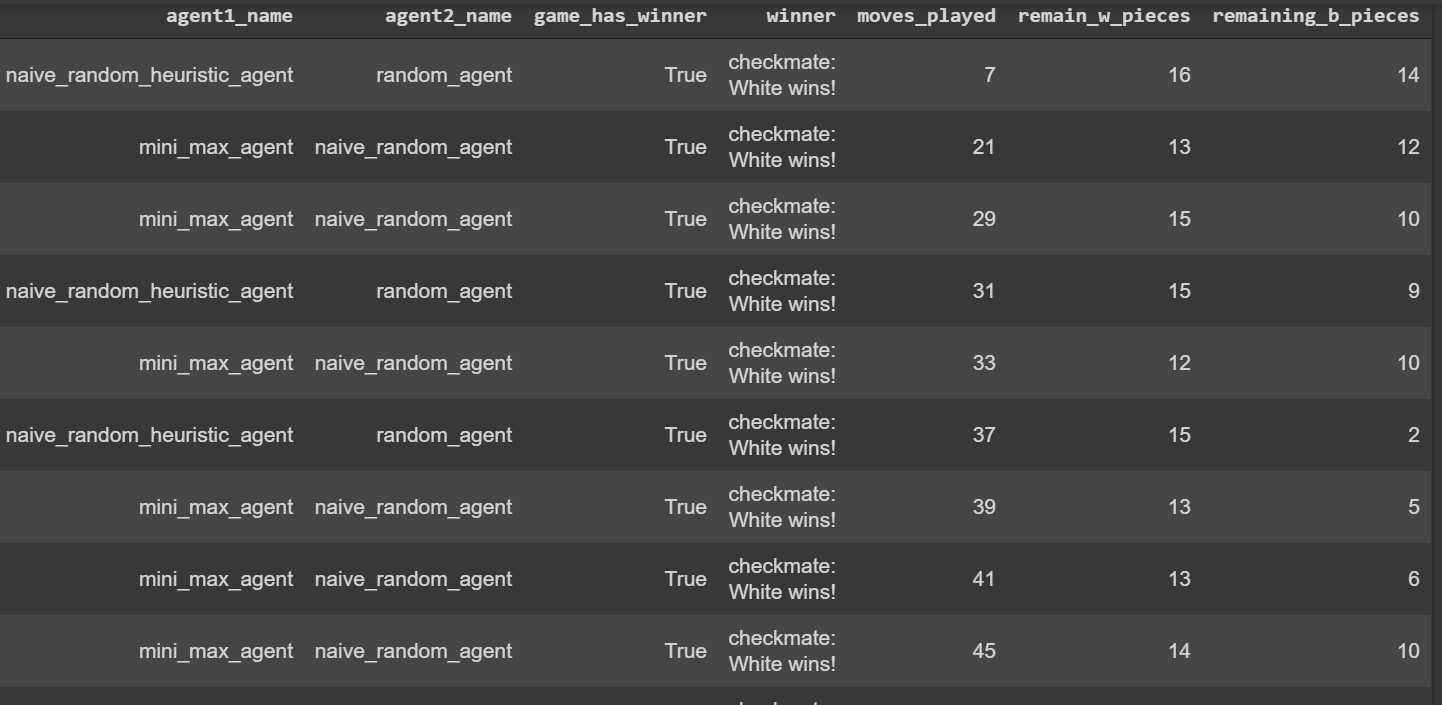 agent1_name agent2_name game_has_winner winner moves_played remain_w_pieces remaining_b_pieces
naive_random_heuristic_agent random_agent True checkmate: White wins! 7 16 14
mini_max_agent naive_random_agent True checkmate: White wins! 21 13 12
mini_max_agent naive_random_agent True checkmate: White wins! 29 15 10
naive_random_heuristic_agent random_agent True checkmate: White wins! 31 15 9
mini_max_agent naive_random_agent True checkmate: White wins! 33 12 10
naive_random_heuristic_agent random_agent True checkmate: White wins! 37 15 2
mini_max_agent naive_random_agent True checkmate: White wins! 39 13 5
mini_max_agent naive_random_agent True checkmate: White wins! 41 13 6
mini_max_agent naive_random_agent True checkmate: White wins! 45 14 10